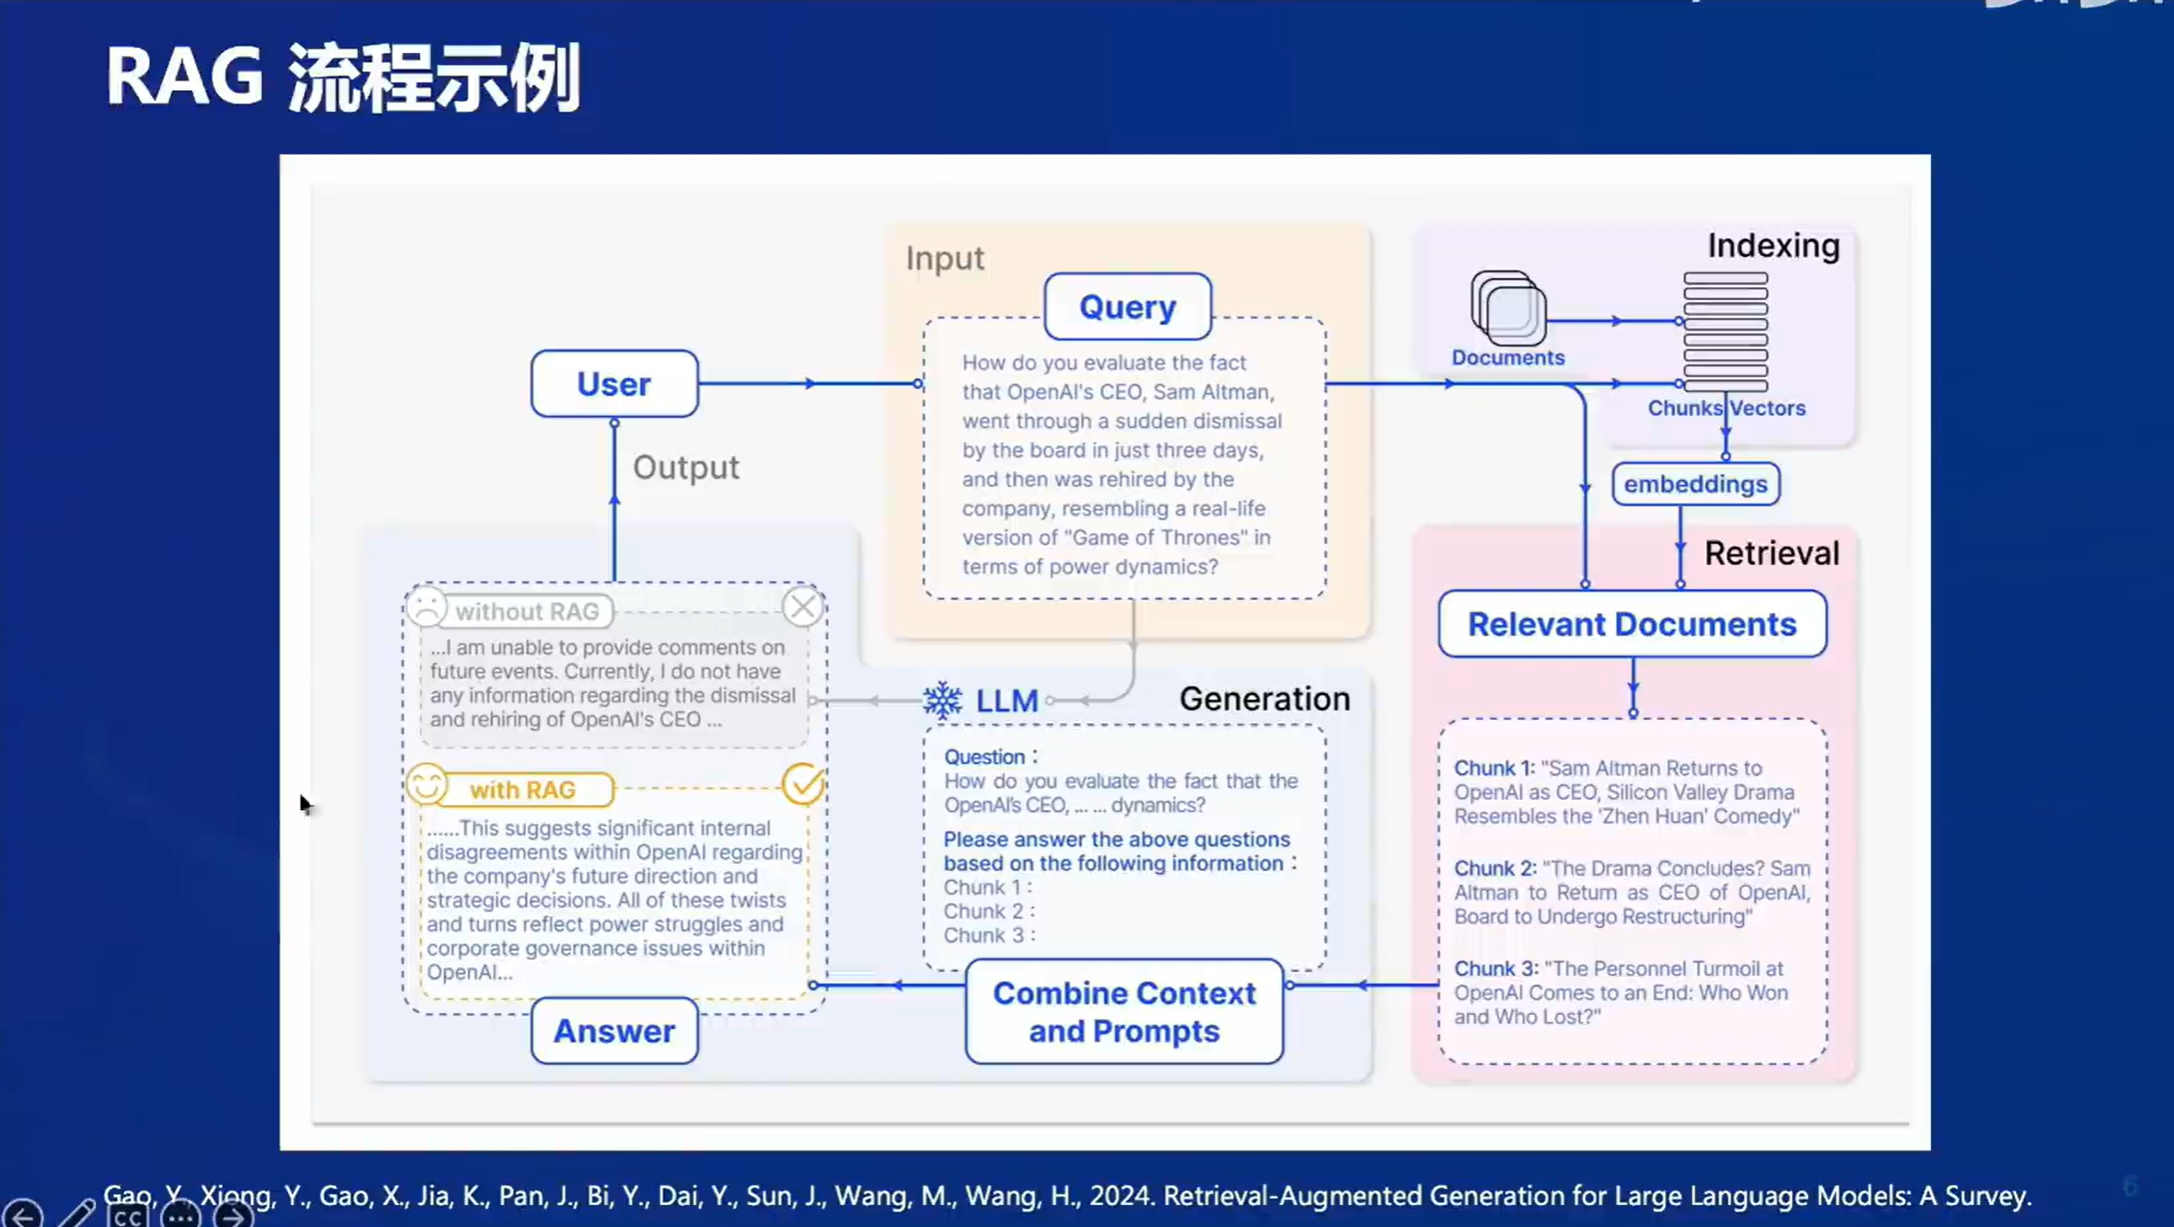 RAG 流程示例
Input
Query
How do you evaluate the fact
that OpenAI's CEO, Sam Altman,
went through a sudden dismissal
by the board in just three days,
and then was rehired by the
company, resembling a real-life
version of "Game of Thrones" in
terms of power dynamics?
User
Output
Indexing
Documents
Chunks Vectors
embeddings
Retrieval
Relevant Documents
Chunk 1: "Sam Altman Returns to
OpenAI as CEO, Silicon Valley Drama
Resembles the 'Zhen Huan' Comedy"
Chunk 2: "The Drama Concludes? Sam
Altman to Return as CEO of OpenAI,
Board to Undergo Restructuring"
Chunk 3: "The Personnel Turmoil at
OpenAI Comes to an End: Who Won
and Who Lost?"
LLM
Generation
Question :
How do you evaluate the fact that the
OpenAI's CEO, ... ... dynamics?
Please answer the above questions
based on the following information :
Chunk 1 :
Chunk 2 :
Chunk 3 :
Combine Context
and Prompts
without RAG
...I am unable to provide comments on
future events. Currently, I do not have
any information regarding the dismissal
and rehiring of OpenAI's CEO ...
with RAG
......This suggests significant internal
disagreements within OpenAI regarding
the company's future direction and
strategic decisions. All of these twists
and turns reflect power struggles and
corporate governance issues within
OpenAI...
Answer
Gao, Y., Xiong, Y., Gao, X., Jia, K., Pan, J., Bi, Y., Dai, Y., Sun, J., Wang, M., Wang, H., 2024. Retrieval-Augmented Generation for Large Language Models: A Survey.
6
CC